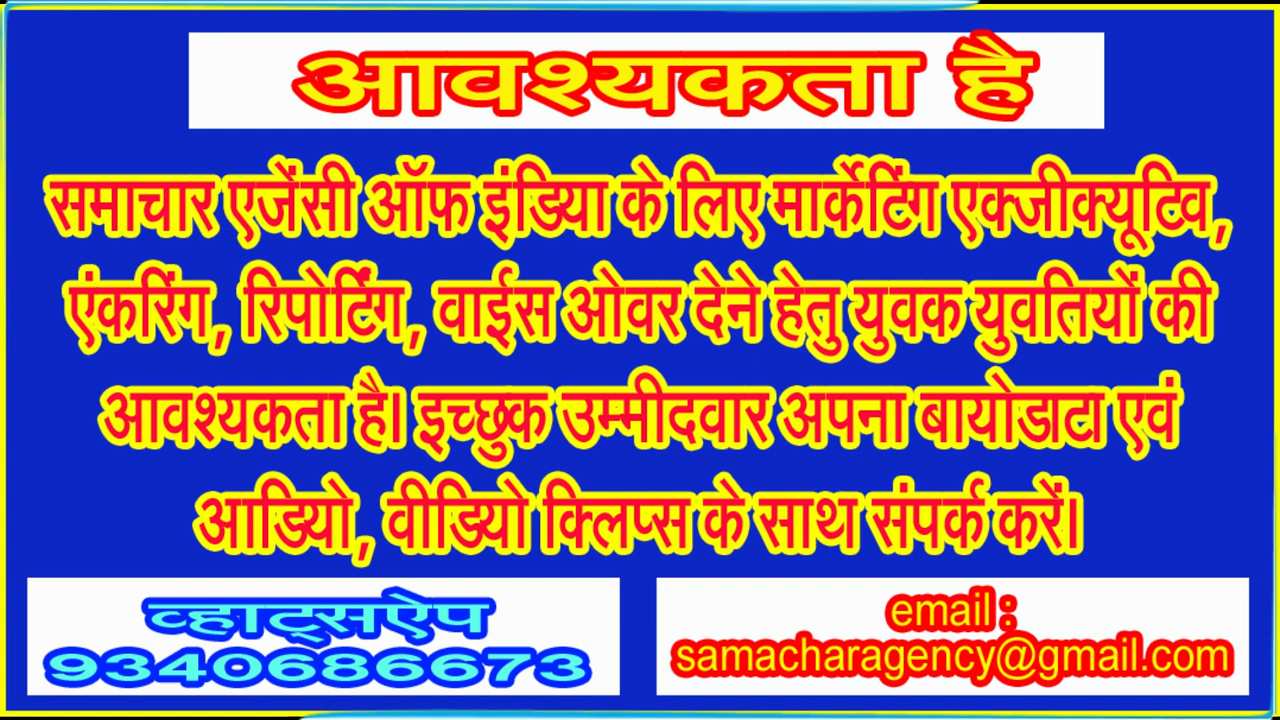 आवश्यकता है
समाचार एजेंसी ऑफ इंडिया के लिए मार्केटिंग एक्जीक्यूटिव,
एंकरिंग, रिपोर्टिंग, वाईस ओवर देने हेतु युवक युवतियों की
आवश्यकता है। इच्छुक उम्मीदवार अपना बायोडाटा एवं
आडियो, वीडियो क्लिप्स के साथ संपर्क करें।
व्हाट्सऐप
9340686673
email :
samacharagency@gmail.com